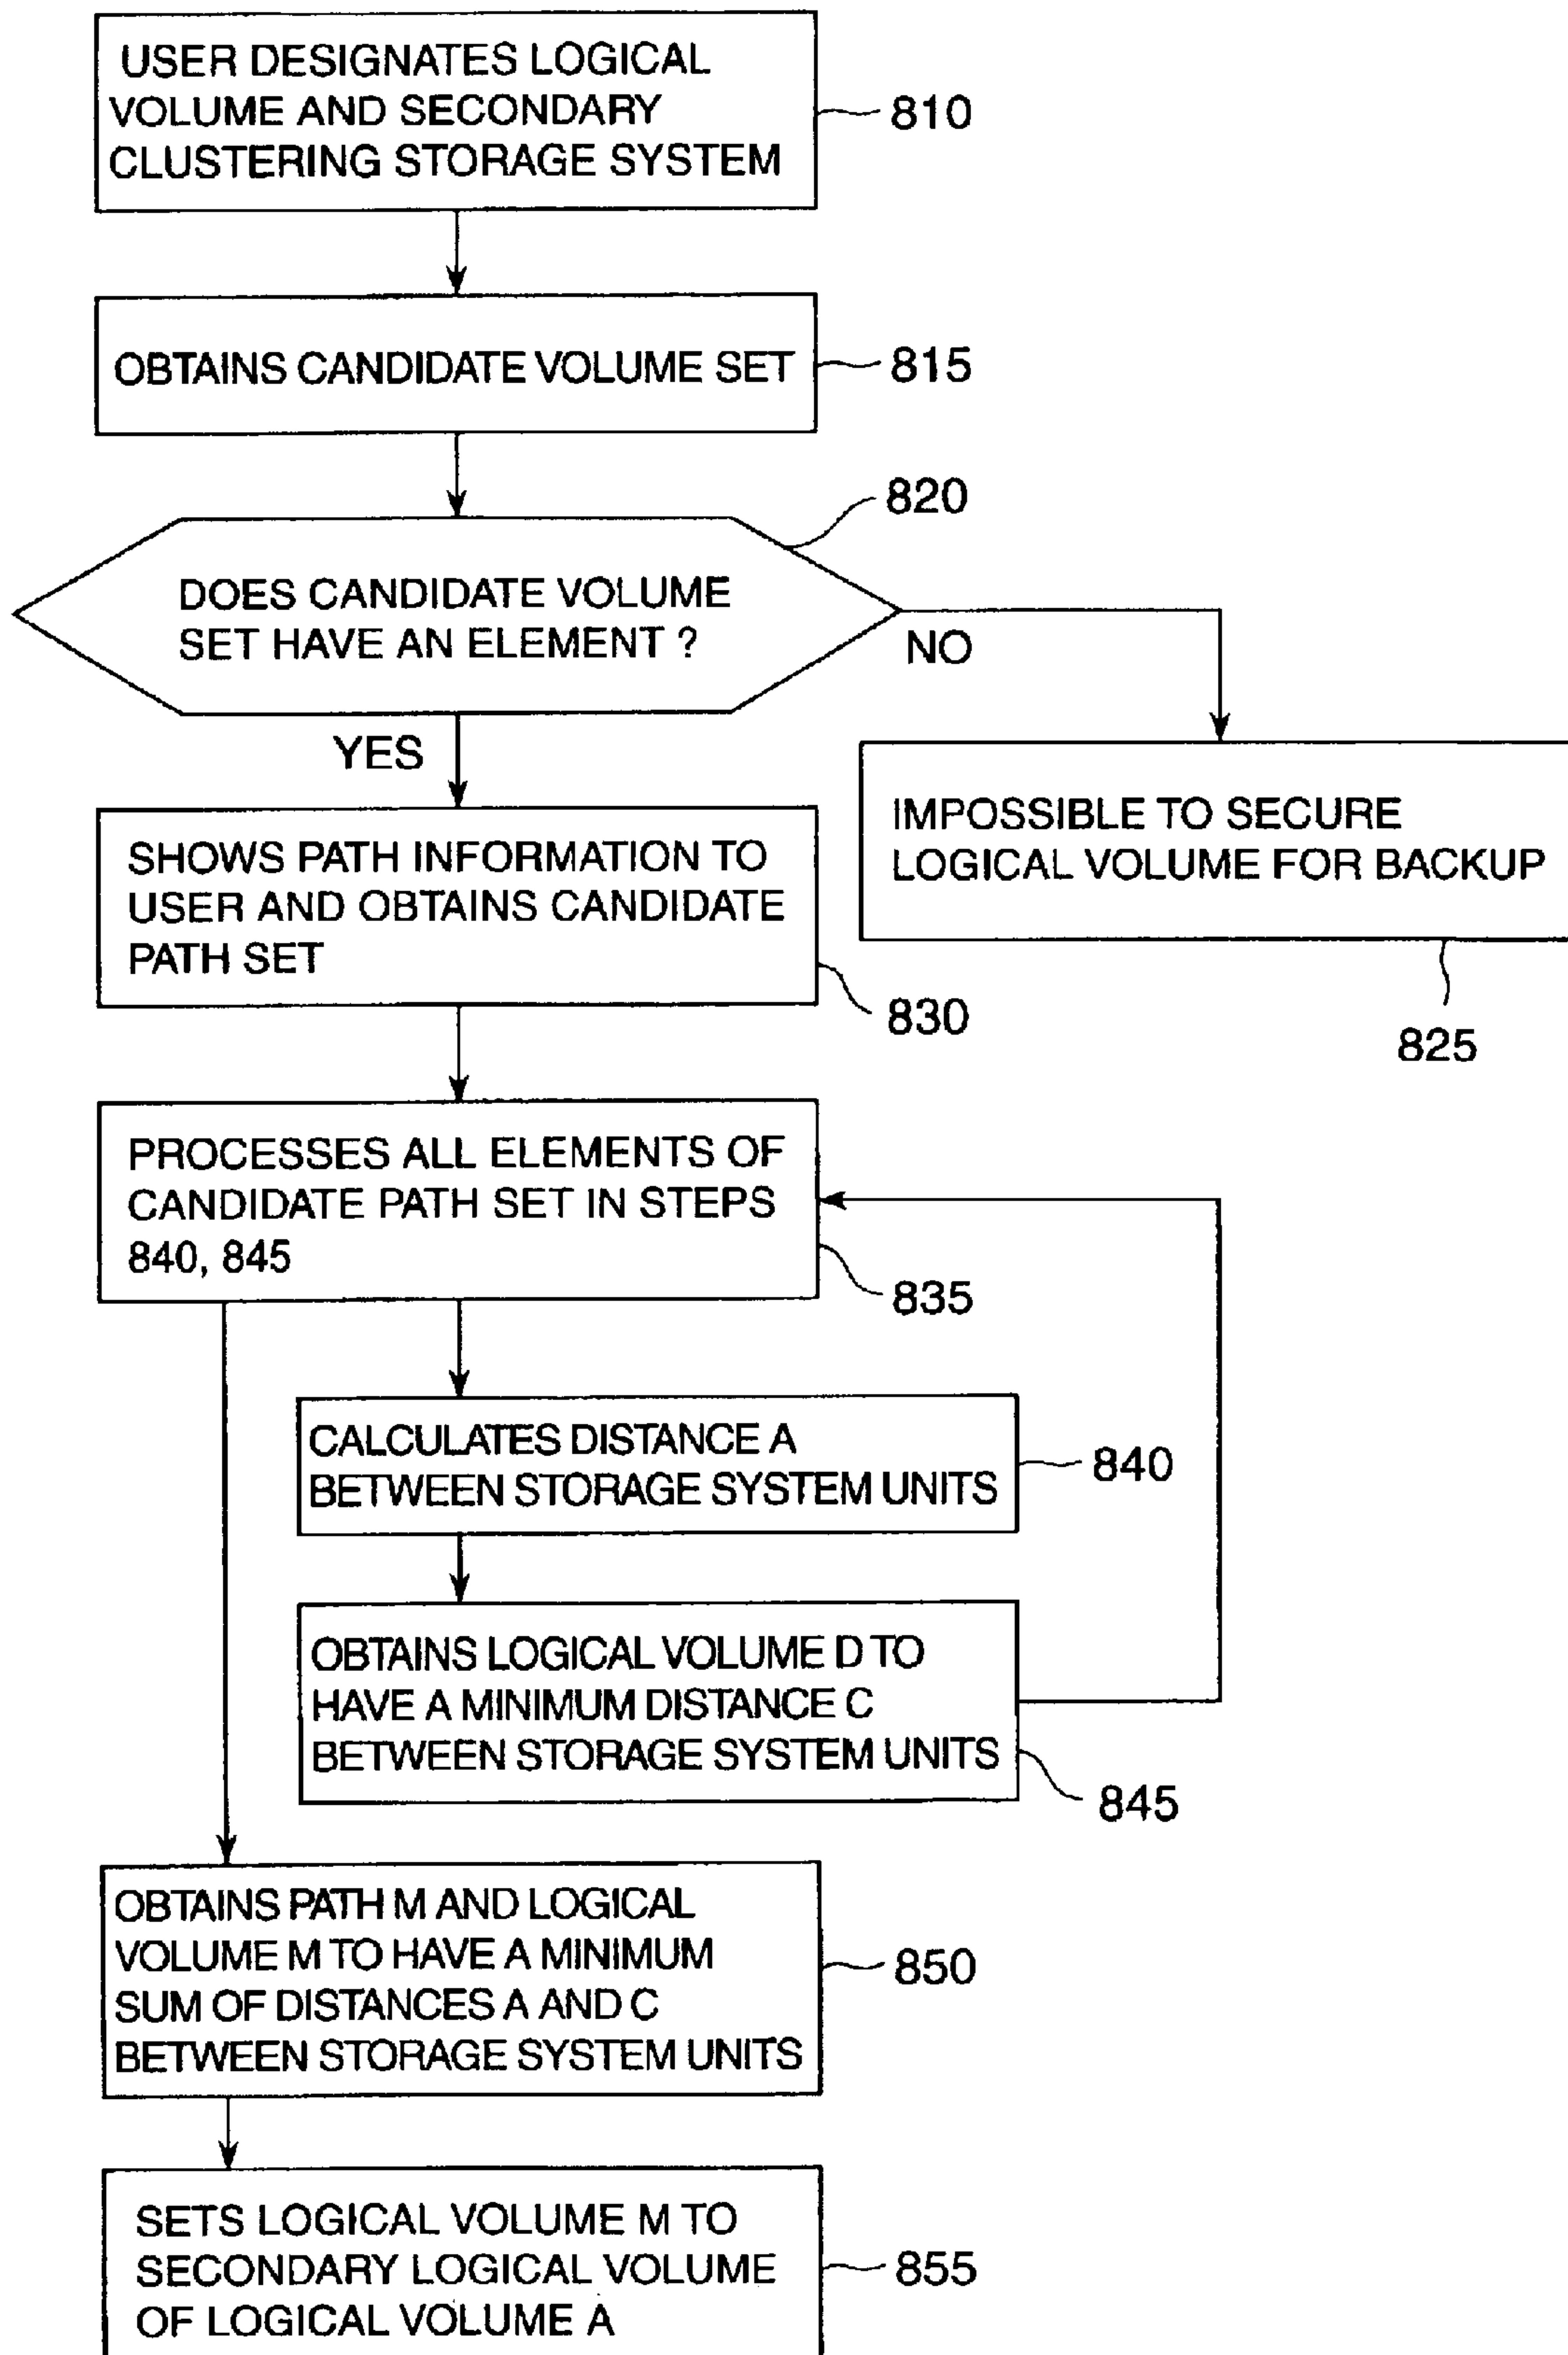 USER DESIGNATES LOGICAL
VOLUME AND SECONDARY
CLUSTERING STORAGE SYSTEM
810
OBTAINS CANDIDATE VOLUME SET
815
820
DOES CANDIDATE VOLUME
SET HAVE AN ELEMENT ?
NO
YES
IMPOSSIBLE TO SECURE
LOGICAL VOLUME FOR BACKUP
825
SHOWS PATH INFORMATION TO
USER AND OBTAINS CANDIDATE
PATH SET
830
PROCESSES ALL ELEMENTS OF
CANDIDATE PATH SET IN STEPS
840, 845
835
CALCULATES DISTANCE A
BETWEEN STORAGE SYSTEM UNITS
840
OBTAINS LOGICAL VOLUME D TO
HAVE A MINIMUM DISTANCE C
BETWEEN STORAGE SYSTEM UNITS
845
OBTAINS PATH M AND LOGICAL
VOLUME M TO HAVE A MINIMUM
SUM OF DISTANCES A AND C
BETWEEN STORAGE SYSTEM UNITS
850
SETS LOGICAL VOLUME M TO
SECONDARY LOGICAL VOLUME
OF LOGICAL VOLUME A
855